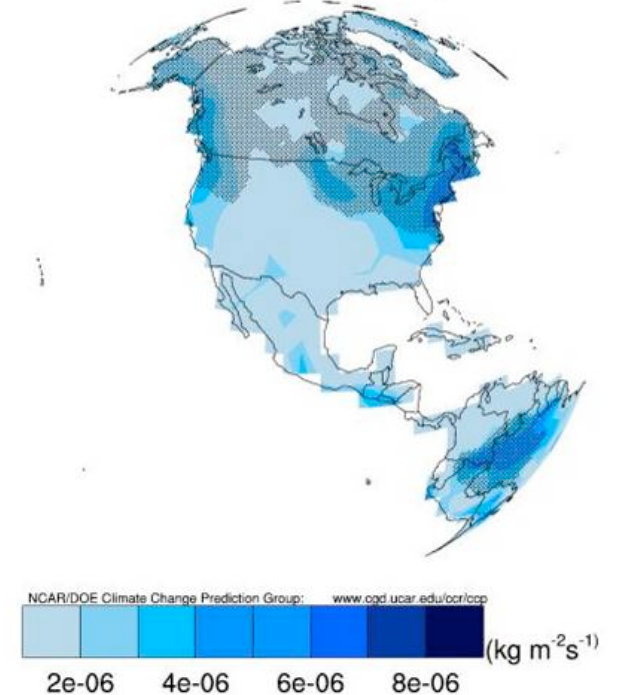 NCAR/DOE Climate Change Prediction Group: www.cgd.ucar.edu/ccr/ccp
(kg m⁻²s⁻¹)
2e-06 4e-06 6e-06 8e-06